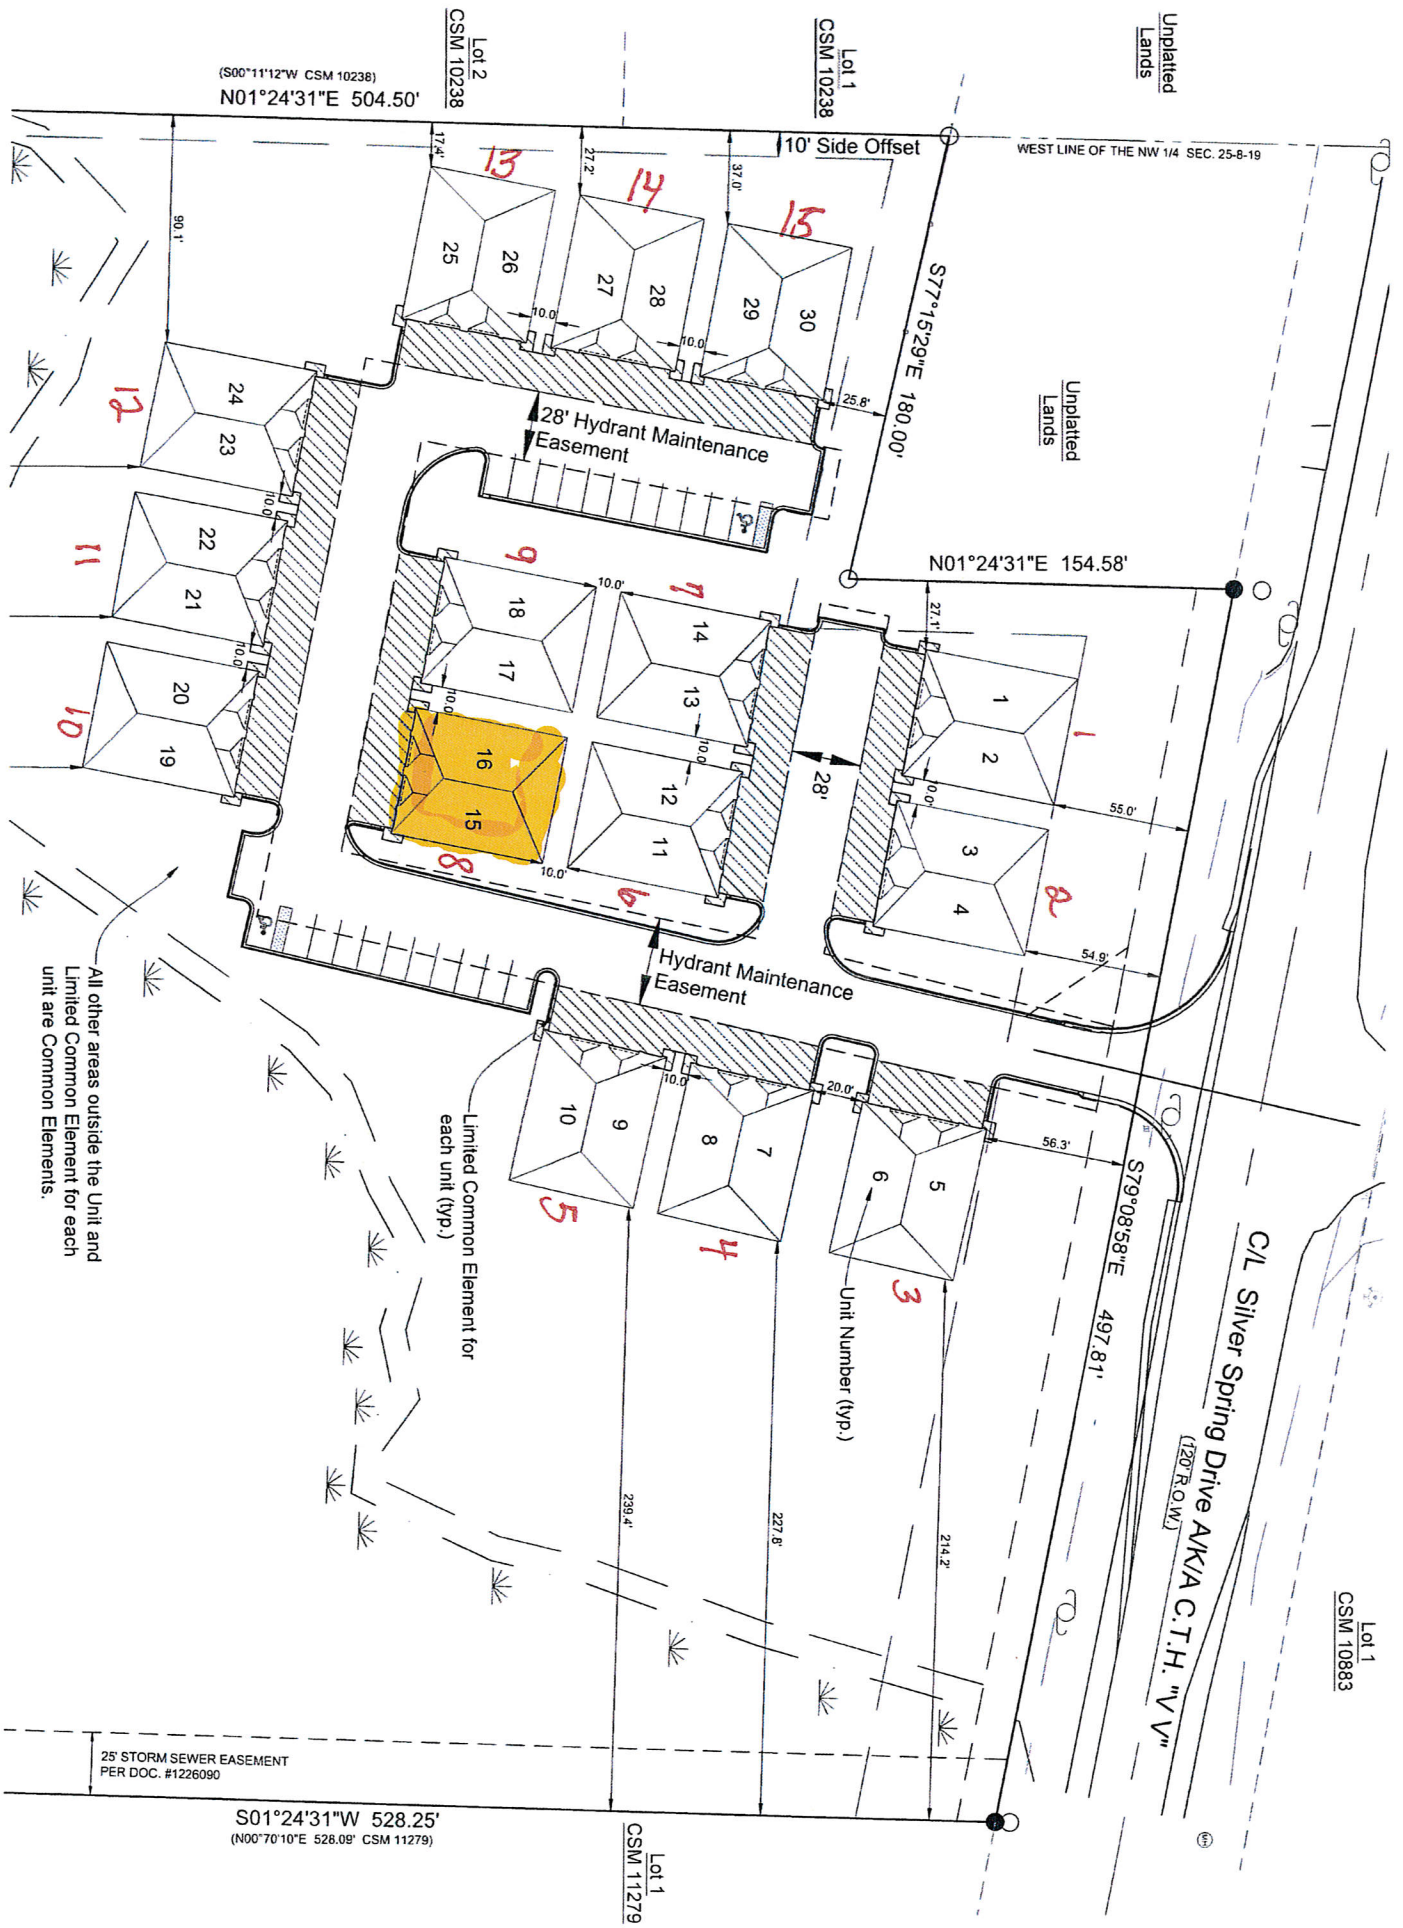 Unplatted
Lands
Lot 1
CSM 10238
Lot 2
CSM 10238
(S00°11'12"W CSM 10238)
N01°24'31"E 504.50'
10' Side Offset
WEST LINE OF THE NW 1/4 SEC. 25-8-19
17.4'
27.2'
37.0'
90.1'
13
14
15
25
26
27
28
29
30
10.0'
10.0'
25.8'
S77°15'29"E 180.00'
Unplatted
Lands
28' Hydrant Maintenance
Easement
12
24
23
10.0'
11
22
21
10.0'
10
20
19
N01°24'31"E 154.58'
27.1'
9
18
17
10.0'
10.0'
7
14
13
10.0'
8
16
15
10.0'
6
12
11
28'
1
1
2
10.0'
55.0'
2
3
4
54.9'
Hydrant Maintenance
Easement
5
10
9
10.0'
4
8
7
20.0'
3
6
5
56.3'
S79°08'58"E 497.81'
C/L Silver Spring Drive A/K/A C.T.H. "V V"
(120' R.O.W.)
Lot 1
CSM 10883
Unit Number (typ.)
Limited Common Element for
each unit (typ.)
All other areas outside the Unit and
Limited Common Element for each
unit are Common Elements.
239.4'
227.8'
214.2'
25' STORM SEWER EASEMENT
PER DOC. #1226090
S01°24'31"W 528.25'
(N00°70'10"E 528.09' CSM 11279)
Lot 1
CSM 11279
MH